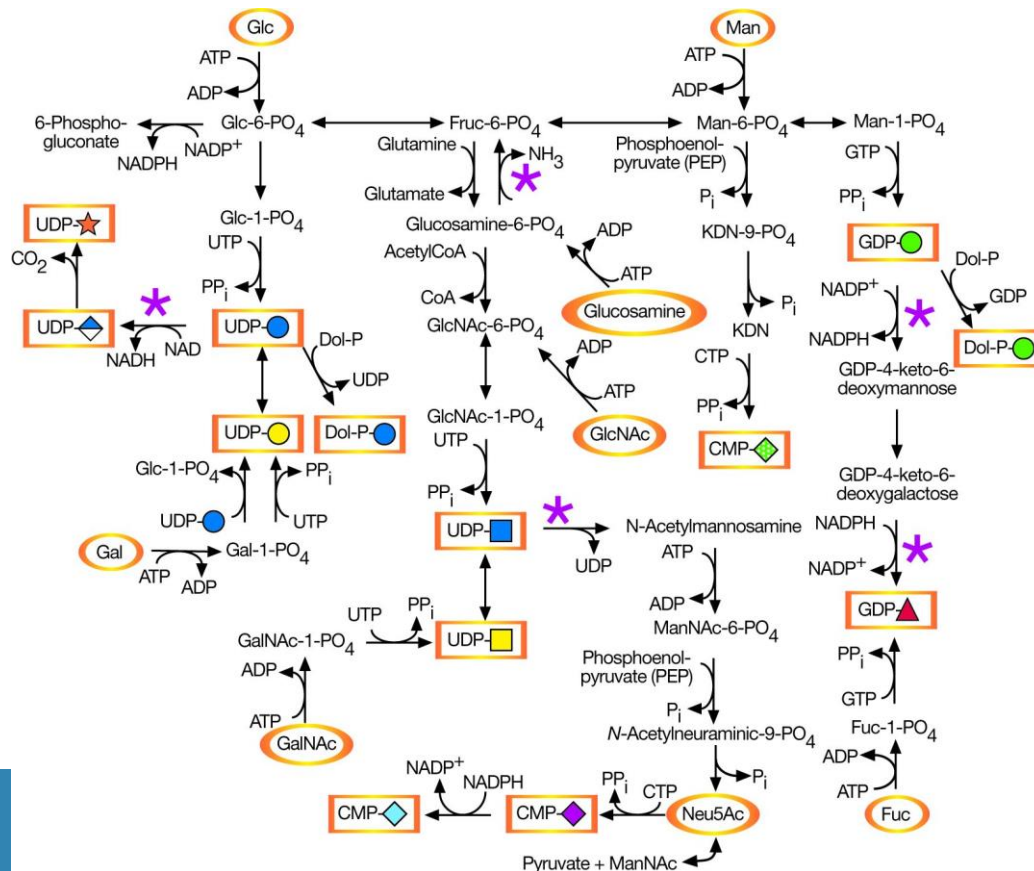 Glc
Man
ATP
ADP
ATP
ADP
6-Phospho-
gluconate
NADPH
NADP+
Glc-6-PO4
Fruc-6-PO4
Man-6-PO4
Man-1-PO4
Glutamine
Glutamate
NH3
Phosphoenol-
pyruvate (PEP)
Pi
GTP
PPi
UDP-
CO2
Glc-1-PO4
UTP
PPi
Glucosamine-6-PO4
AcetylCoA
CoA
ADP
ATP
Glucosamine
KDN-9-PO4
Pi
KDN
GDP-
Dol-P
GDP
Dol-P-
NADP+
NADPH
UDP-
NADH
NAD
UDP-
Dol-P
UDP
GlcNAc-6-PO4
ADP
ATP
GlcNAc
CTP
PPi
CMP-
GDP-4-keto-6-
deoxymannose
UDP-
Dol-P-
GlcNAc-1-PO4
UTP
PPi
Glc-1-PO4
UDP-
PPi
UTP
GDP-4-keto-6-
deoxygalactose
Gal
ATP
ADP
Gal-1-PO4
UDP-
UDP
N-Acetylmannosamine
ATP
ADP
NADPH
NADP+
GDP-
GalNAc-1-PO4
UTP
PPi
UDP-
ManNAc-6-PO4
ADP
ATP
GalNAc
Phosphoenol-
pyruvate (PEP)
Pi
PPi
GTP
N-Acetylneuraminic-9-PO4
Pi
Fuc-1-PO4
ADP
ATP
Fuc
CMP-
NADP+
NADPH
CMP-
PPi
CTP
Neu5Ac
Pyruvate + ManNAc